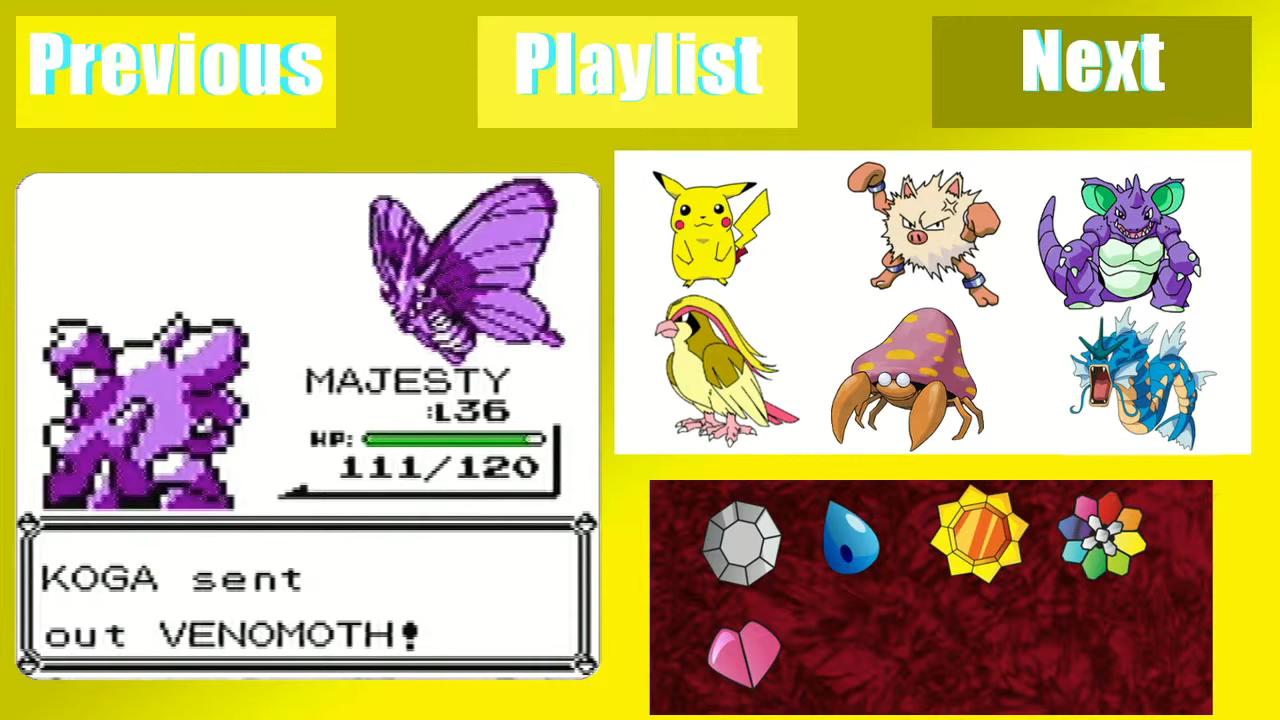 Previous
Playlist
Next
MAJESTY
:L36
HP:
111/120
KOGA sent
out VENOMOTH!